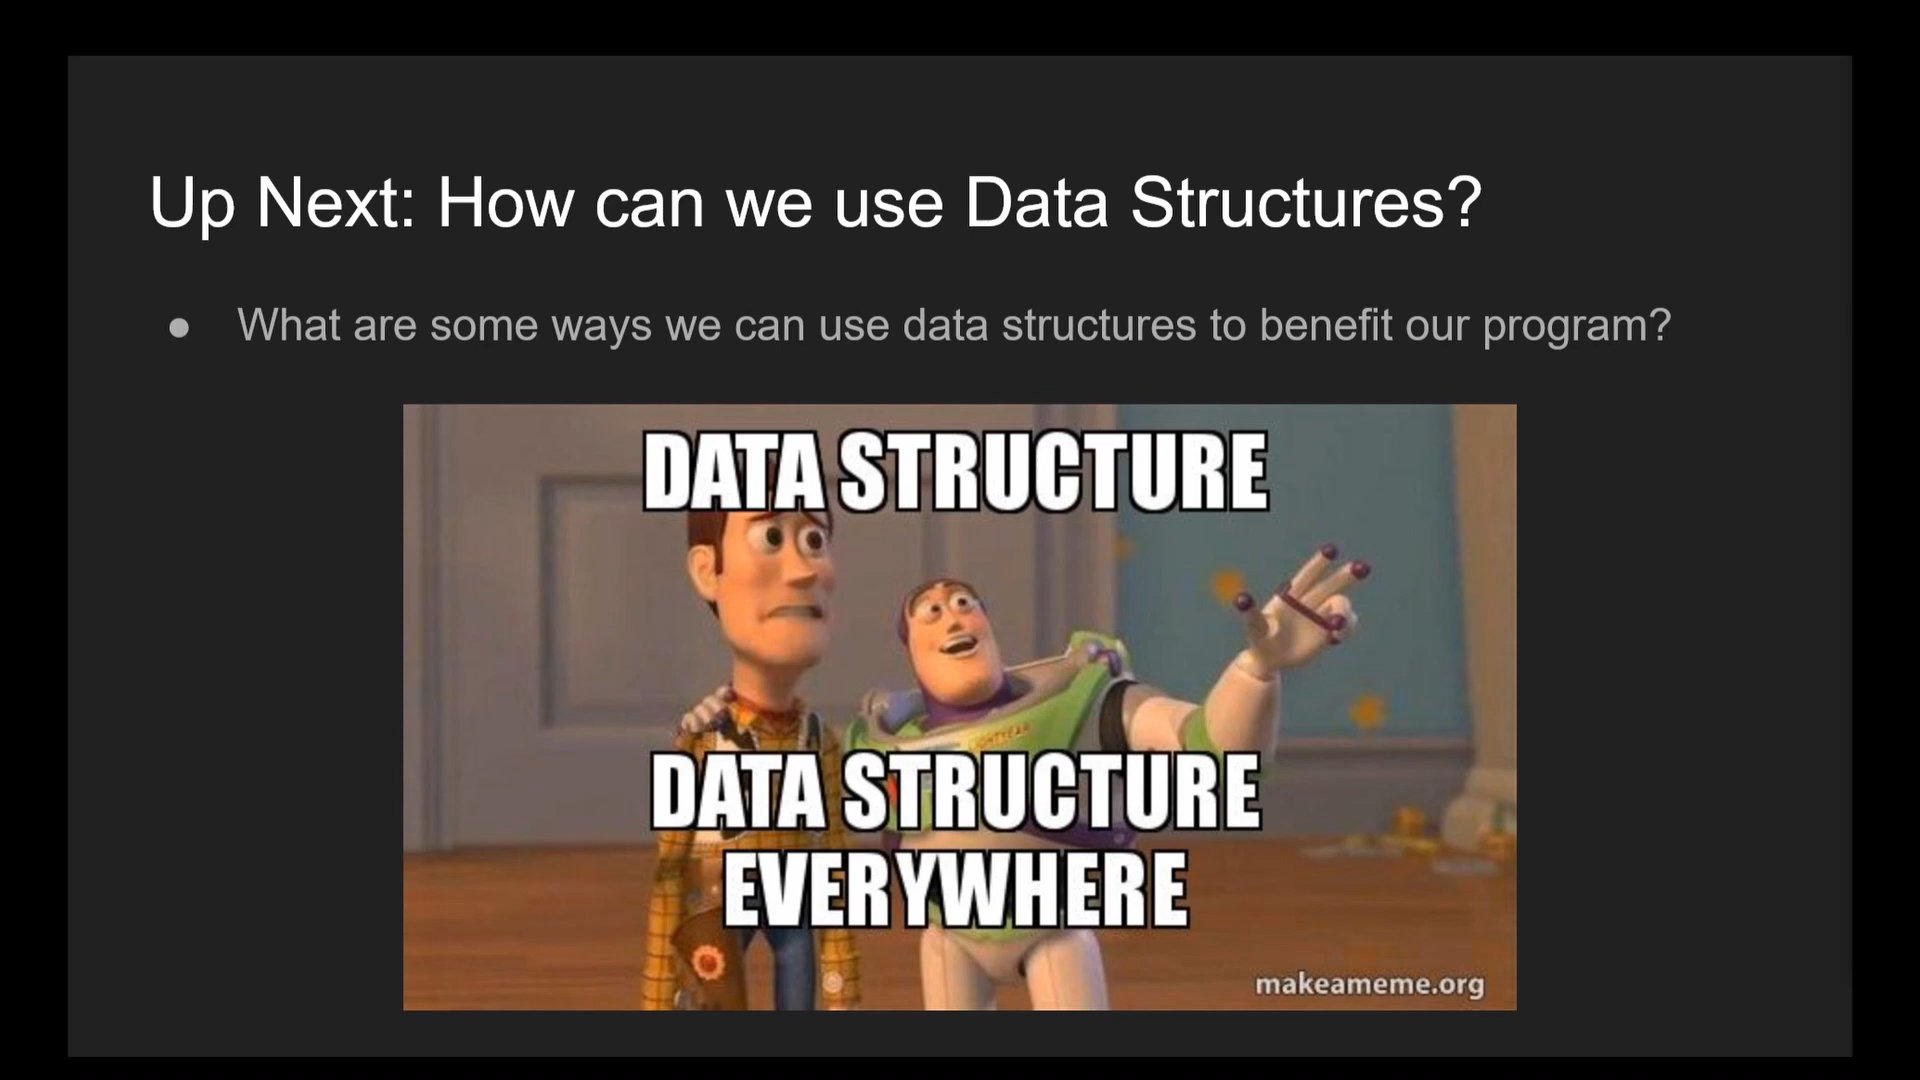 Up Next: How can we use Data Structures?
● What are some ways we can use data structures to benefit our program?
DATA STRUCTURE
LIGHTYEAR
DATA STRUCTURE
EVERYWHERE
makeameme.org